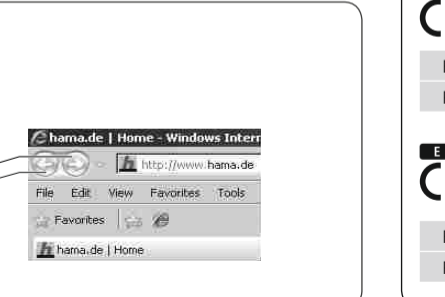 hama.de | Home - Windows Intern
http://www.hama.de
File Edit View Favorites Tools
Favorites
hama.de | Home
E